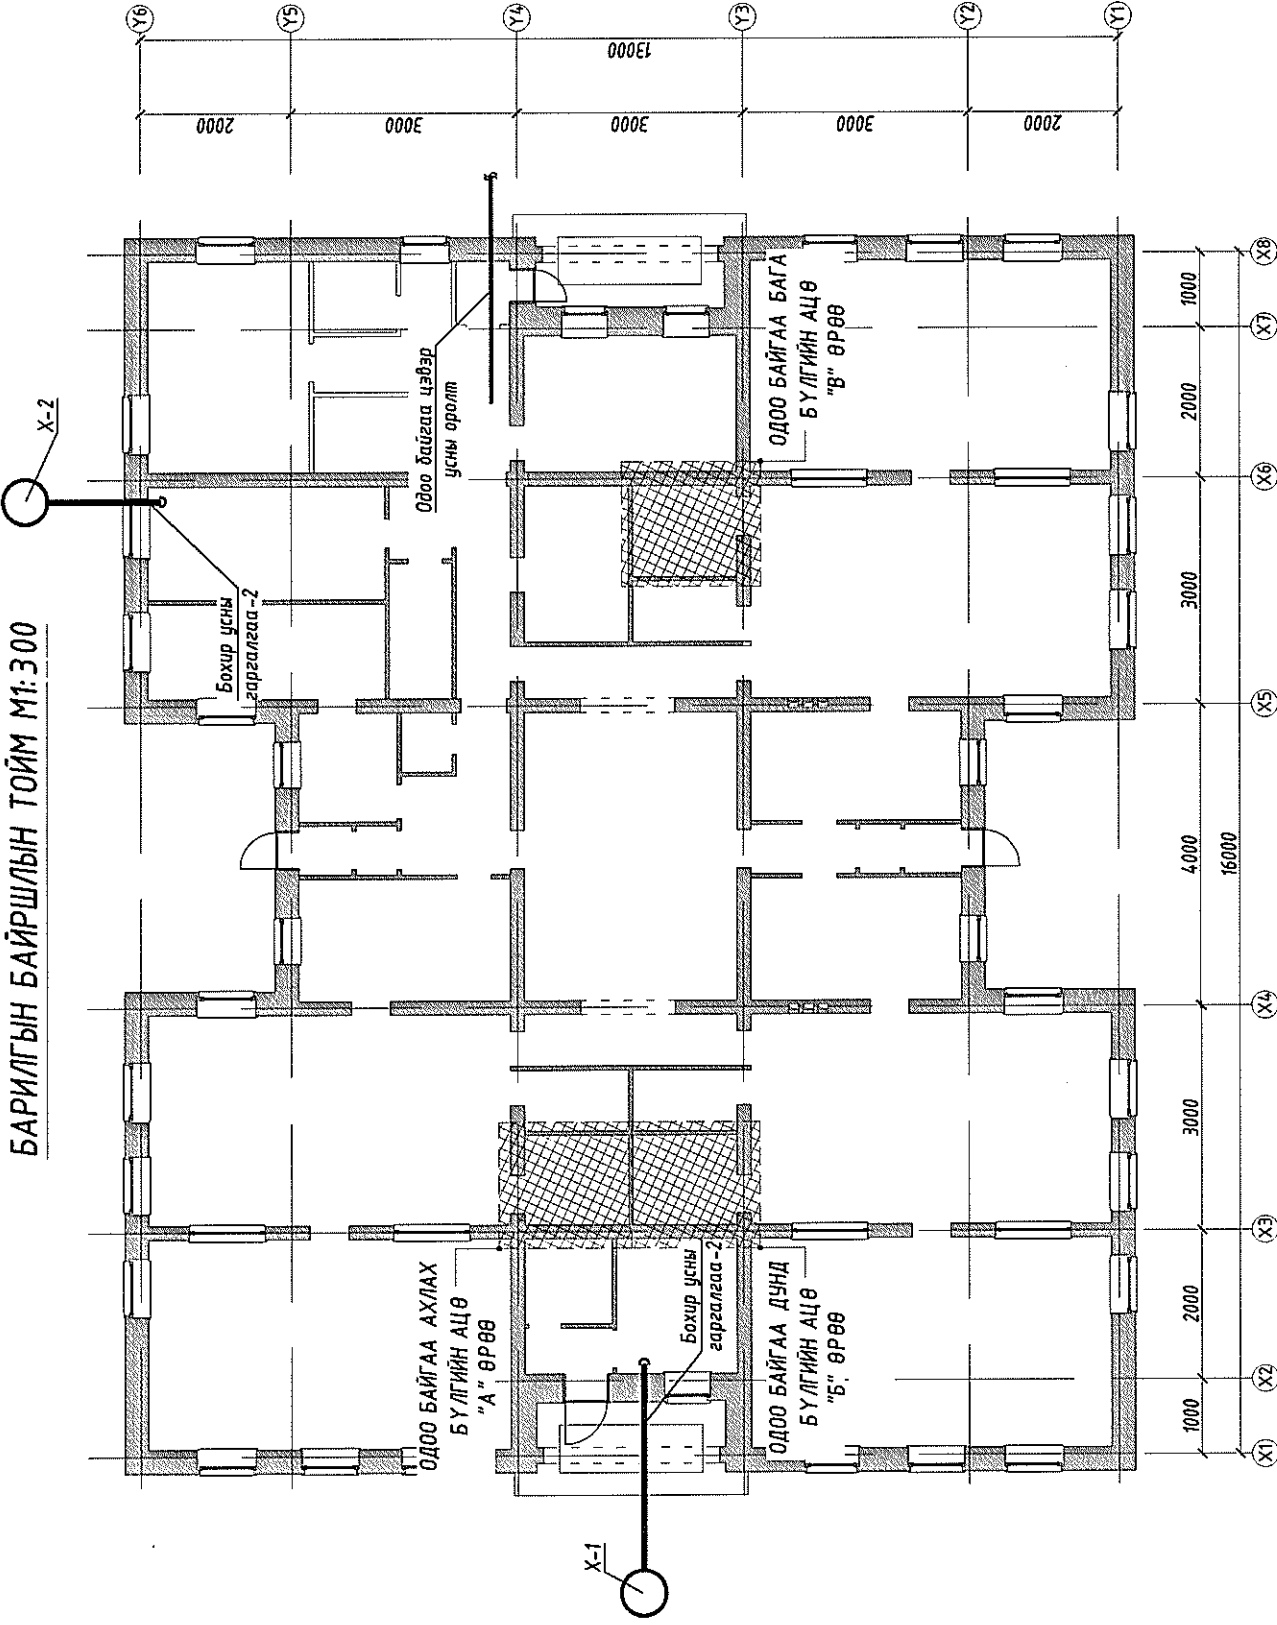 БАРИЛГЫН БАЙРШЛЫН ТОЙМ М1:300
X-2
Бохир усны
гаргалгаа-2
Одоо байгаа цэвэр
усны оролт
ОДОО БАЙГАА АХЛАХ
БҮЛГИЙН АЦӨ
"А" ӨРӨӨ
Бохир усны
гаргалгаа-2
ОДОО БАЙГАА ДУНД
БҮЛГИЙН АЦӨ
"Б" ӨРӨӨ
ОДОО БАЙГАА БАГА
БҮЛГИЙН АЦӨ
"В" ӨРӨӨ
X-1
Y6
Y5
Y4
Y3
Y2
Y1
2000
3000
3000
3000
2000
13000
1000
2000
3000
4000
3000
2000
1000
16000
X1
X2
X3
X4
X5
X6
X7
X8